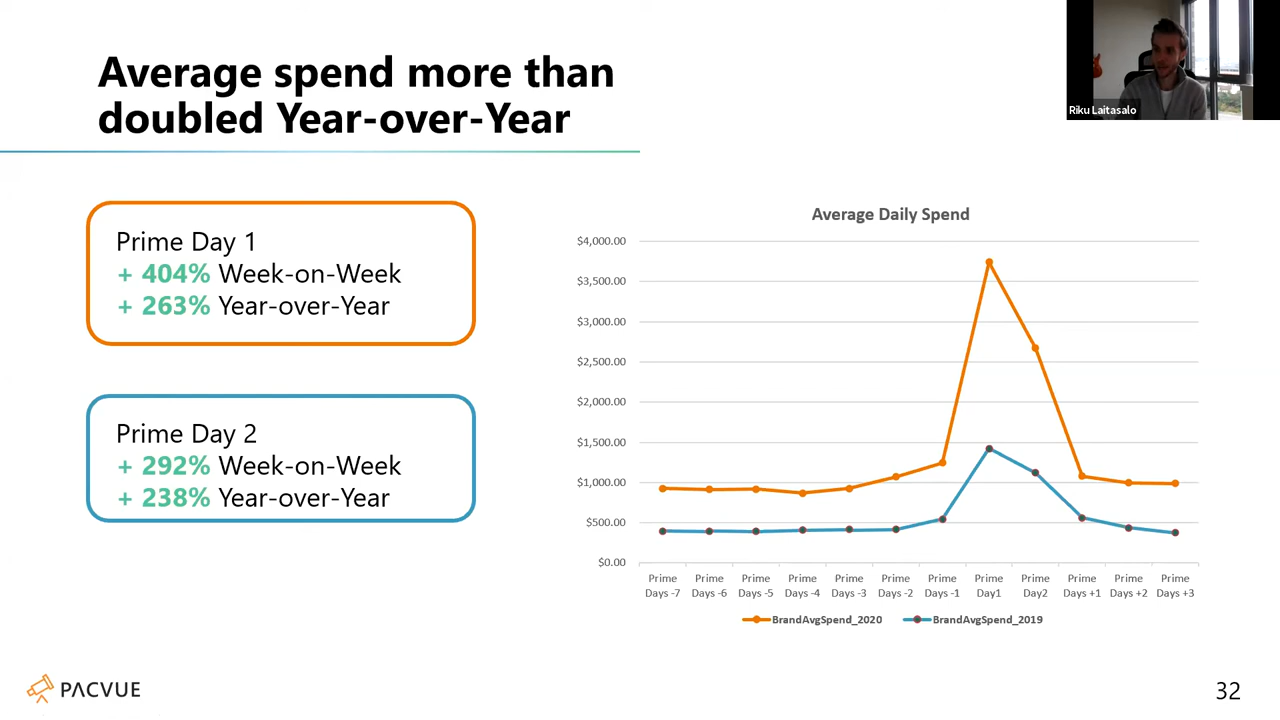 Average spend more than
doubled Year-over-Year
Riku Laitasalo
Prime Day 1
+ 404% Week-on-Week
+ 263% Year-over-Year
Prime Day 2
+ 292% Week-on-Week
+ 238% Year-over-Year
Average Daily Spend
$4,000.00
$3,500.00
$3,000.00
$2,500.00
$2,000.00
$1,500.00
$1,000.00
$500.00
$0.00
Prime Prime Prime Prime Prime Prime Prime Prime Prime Prime Prime Prime
Days -7 Days -6 Days -5 Days -4 Days -3 Days -2 Days -1 Day1 Day2 Days +1 Days +2 Days +3
BrandAvgSpend_2020 BrandAvgSpend_2019
PACVUE
32